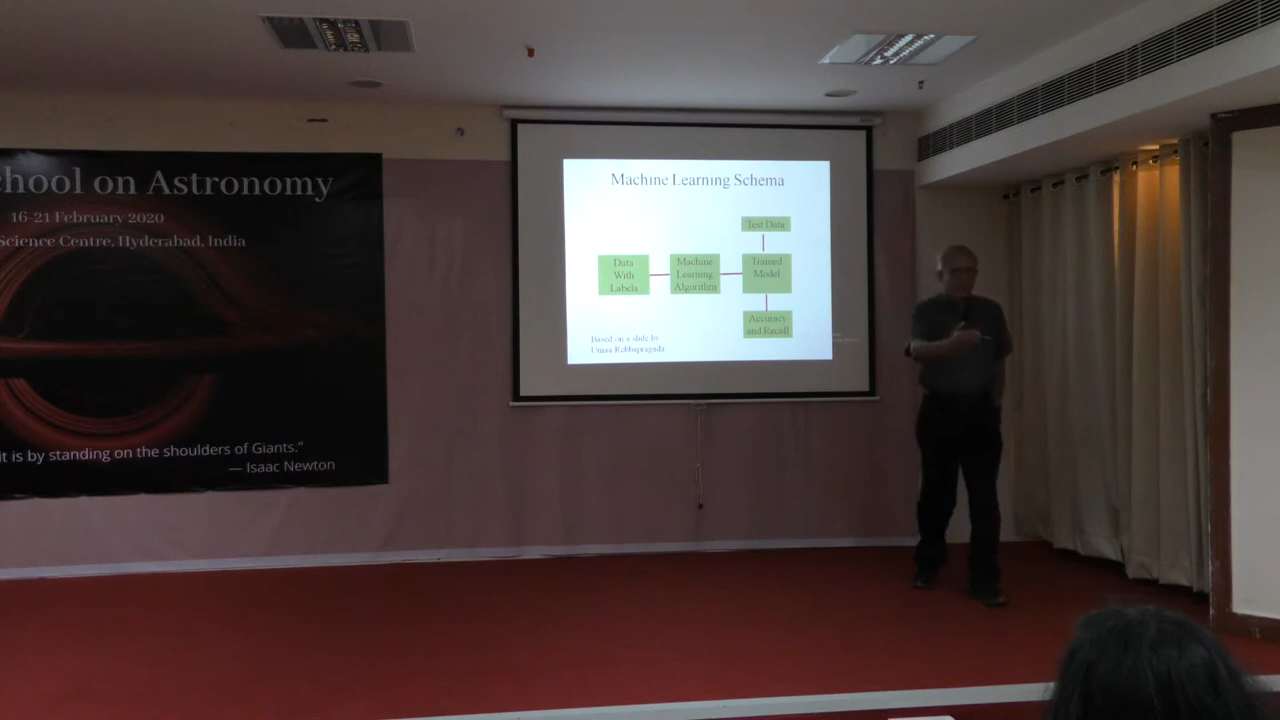 chool on Astronomy
16-21 February 2020
Science Centre, Hyderabad, India
it is by standing on the shoulders of Giants."
— Isaac Newton
Machine Learning Schema
Test Data
Data
With
Labels
Machine
Learning
Algorithm
Trained
Model
Accuracy
and Recall
Based on a slide by
Umaa Rebbapragada